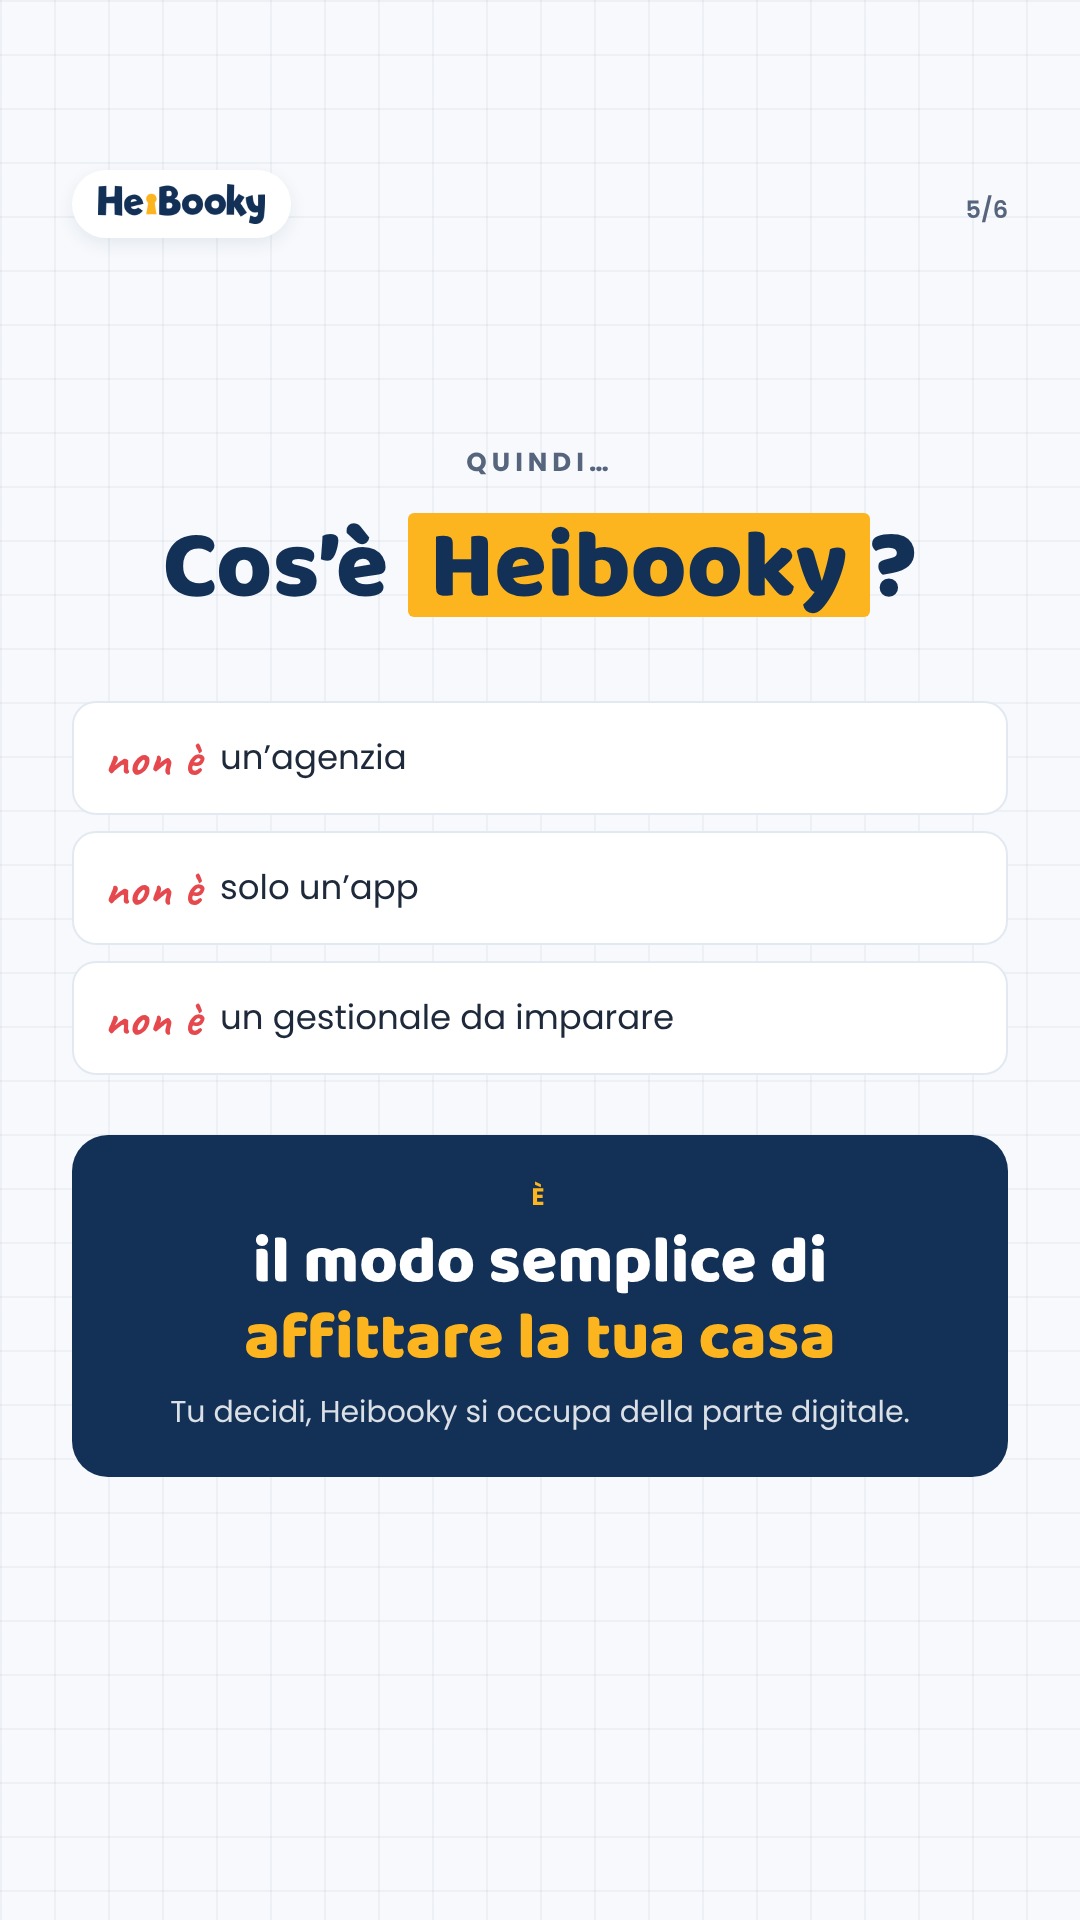 HeiBooky
5/6
QUINDI…
Cos’è Heibooky?
non è un’agenzia
non è solo un’app
non è un gestionale da imparare
È
il modo semplice di
affittare la tua casa
Tu decidi, Heibooky si occupa della parte digitale.